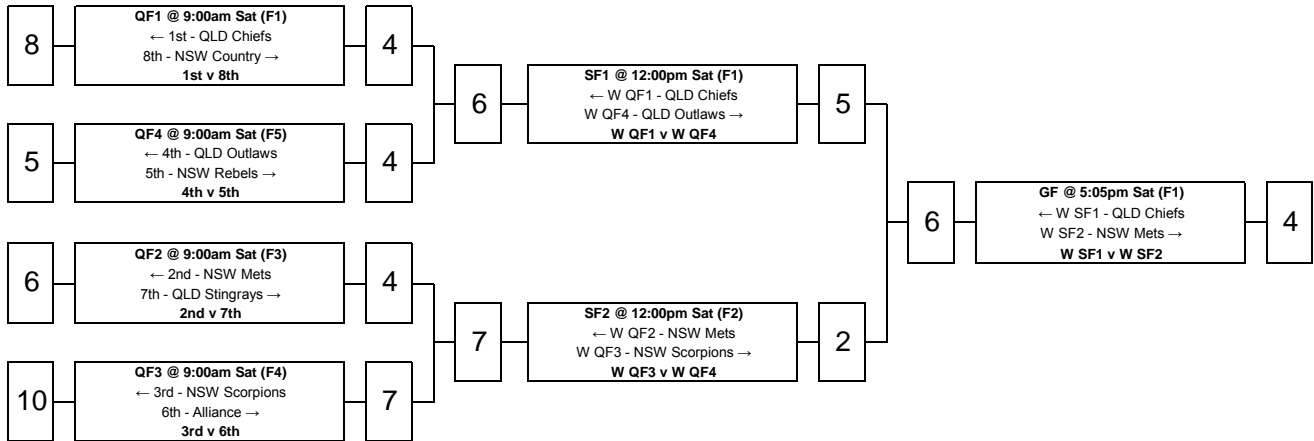 8
QF1 @ 9:00am Sat (F1)
← 1st - QLD Chiefs
8th - NSW Country →
1st v 8th
4
5
QF4 @ 9:00am Sat (F5)
← 4th - QLD Outlaws
5th - NSW Rebels →
4th v 5th
4
6
SF1 @ 12:00pm Sat (F1)
← W QF1 - QLD Chiefs
W QF4 - QLD Outlaws →
W QF1 v W QF4
5
6
QF2 @ 9:00am Sat (F3)
← 2nd - NSW Mets
7th - QLD Stingrays →
2nd v 7th
4
10
QF3 @ 9:00am Sat (F4)
← 3rd - NSW Scorpions
6th - Alliance →
3rd v 6th
7
7
SF2 @ 12:00pm Sat (F2)
← W QF2 - NSW Mets
W QF3 - NSW Scorpions →
W QF3 v W QF4
2
6
GF @ 5:05pm Sat (F1)
← W SF1 - QLD Chiefs
W SF2 - NSW Mets →
W SF1 v W SF2
4